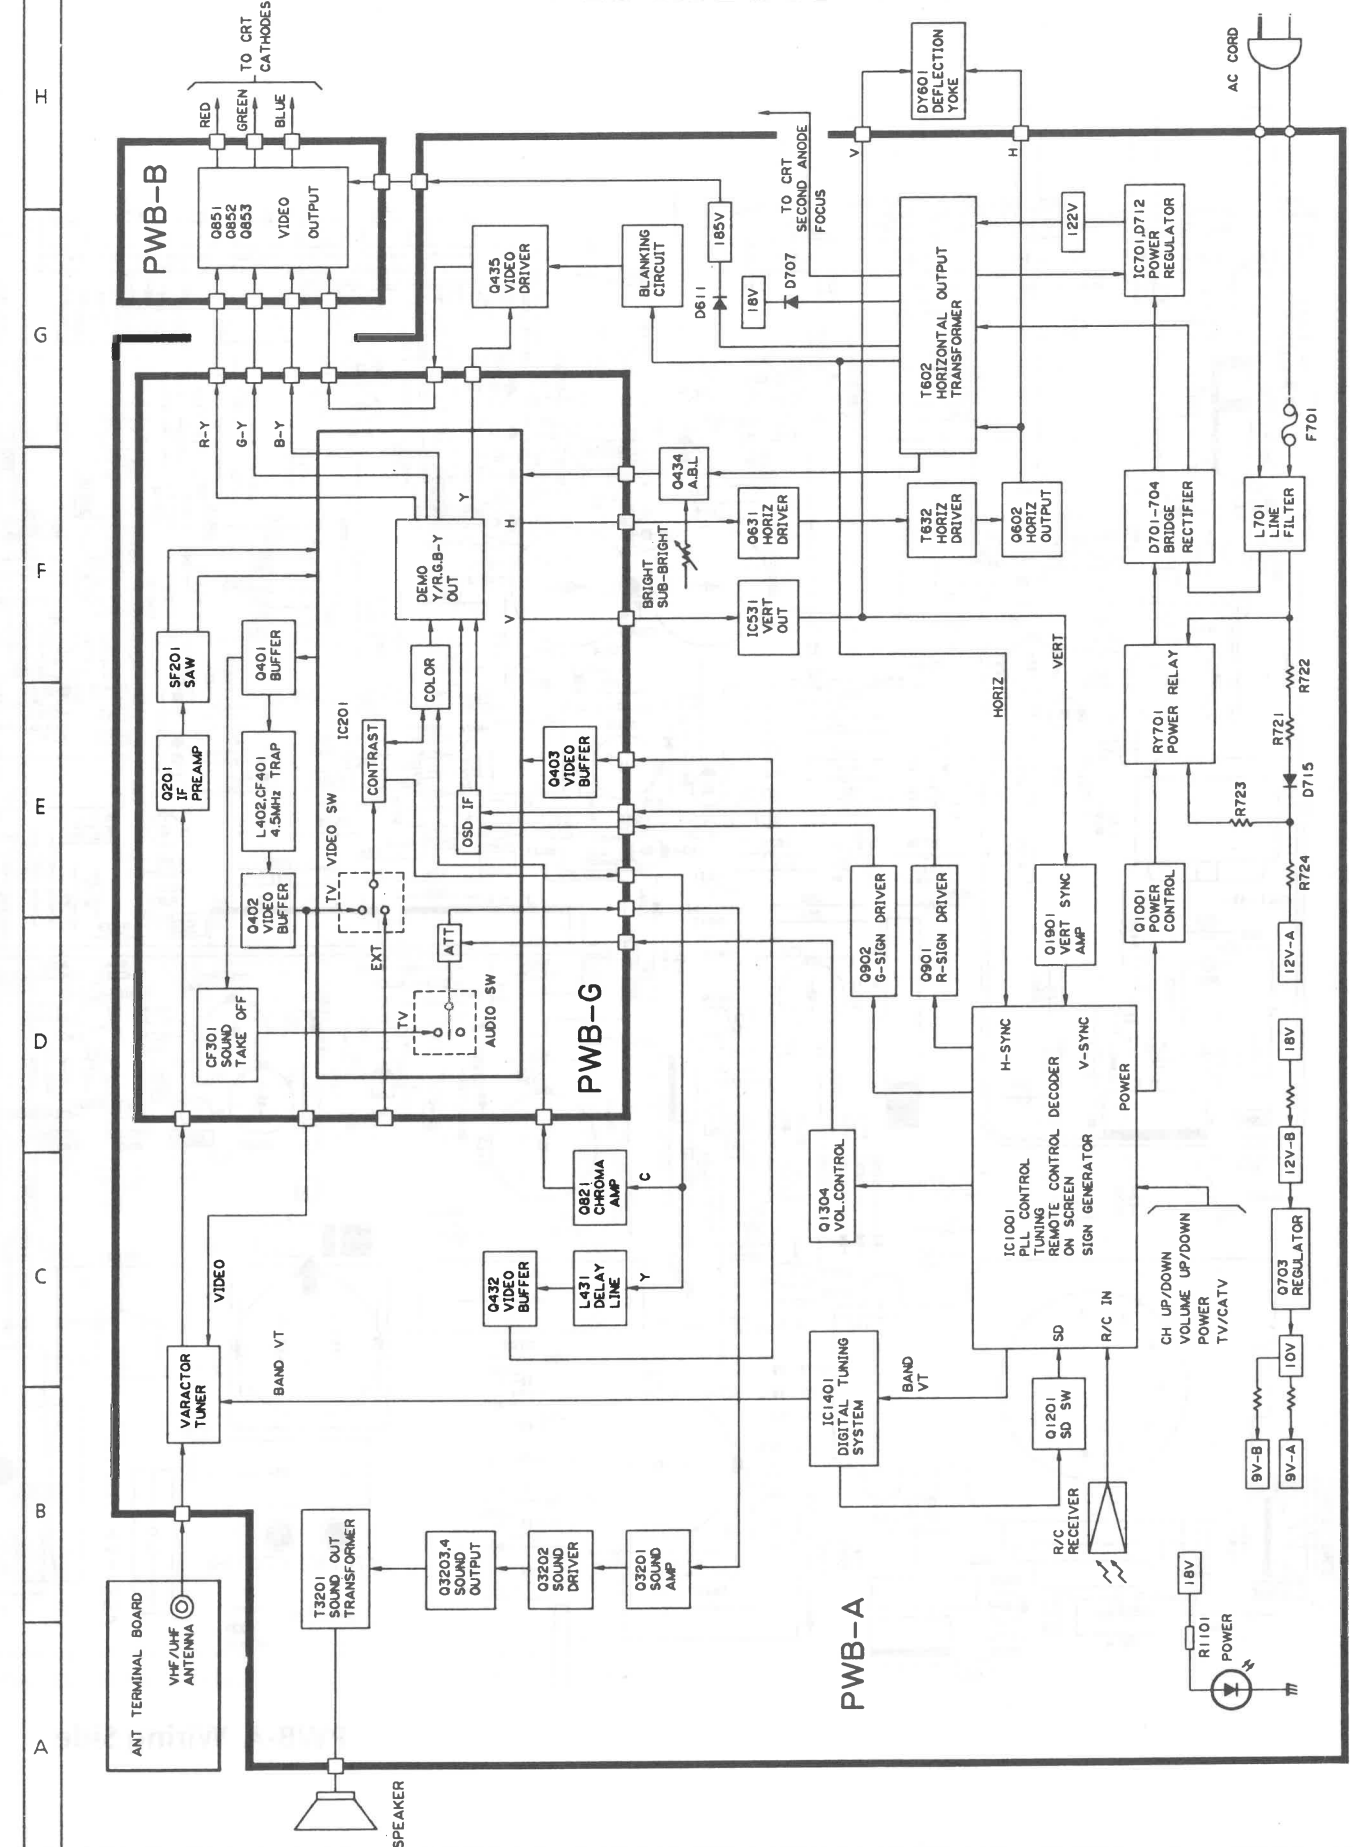 A
B
C
D
E
F
G
H
ANT TERMINAL BOARD
VHF/UHF
ANTENNA
SPEAKER
VARACTOR
TUNER
BAND VT
VIDEO
T3201
SOUND OUT
TRANSFORMER
Q3203,4
SOUND
OUTPUT
Q3202
SOUND
DRIVER
Q3201
SOUND
AMP
PWB-A
Q432
VIDEO
BUFFER
L431
DELAY
LINE
Y
Q821
CHROMA
AMP
C
PWB-G
CF301
SOUND
TAKE OFF
Q201
IF
PREAMP
SF201
SAW
Q402
VIDEO
BUFFER
L402,CF401
4.5MHz TRAP
Q401
BUFFER
TV
AUDIO SW
ATT
EXT
TV
VIDEO SW
IC201
CONTRAST
COLOR
OSD IF
DEMO
Y/R.G.B-Y
OUT
Y
H
V
R-Y
G-Y
B-Y
Q403
VIDEO
BUFFER
PWB-B
Q851
Q852
Q853
VIDEO
OUTPUT
RED
GREEN
BLUE
TO CRT
CATHODES
Q435
VIDEO
DRIVER
BLANKING
CIRCUIT
185V
D611
18V
D707
TO CRT
SECOND ANODE
FOCUS
Q434
A.B.L
BRIGHT
SUB-BRIGHT
Q631
HORIZ
DRIVER
IC531
VERT
OUT
T632
HORIZ
DRIVER
Q602
HORIZ
OUTPUT
T602
HORIZONTAL OUTPUT
TRANSFORMER
V
H
DY601
DEFLECTION
YOKE
122V
IC701,D712
POWER
REGULATOR
D701-704
BRIDGE
RECTIFIER
L701
LINE
FILTER
F701
AC CORD
HORIZ
VERT
RY701
POWER RELAY
R722
R721
D715
R723
R724
12V-A
Q1001
POWER
CONTROL
Q1901
VERT SYNC
AMP
Q902
G-SIGN DRIVER
Q901
R-SIGN DRIVER
Q1304
VOL.CONTROL
H-SYNC
V-SYNC
POWER
IC1001
PLL CONTROL
TUNING
REMOTE CONTROL DECODER
ON SCREEN
SIGN GENERATOR
SD
R/C IN
CH UP/DOWN
VOLUME UP/DOWN
POWER
TV/CATV
IC1401
DIGITAL TUNING
SYSTEM
BAND
VT
Q1201
SD SW
R/C
RECEIVER
18V
12V-B
Q703
REGULATOR
10V
9V-B
9V-A
18V
R1101
POWER